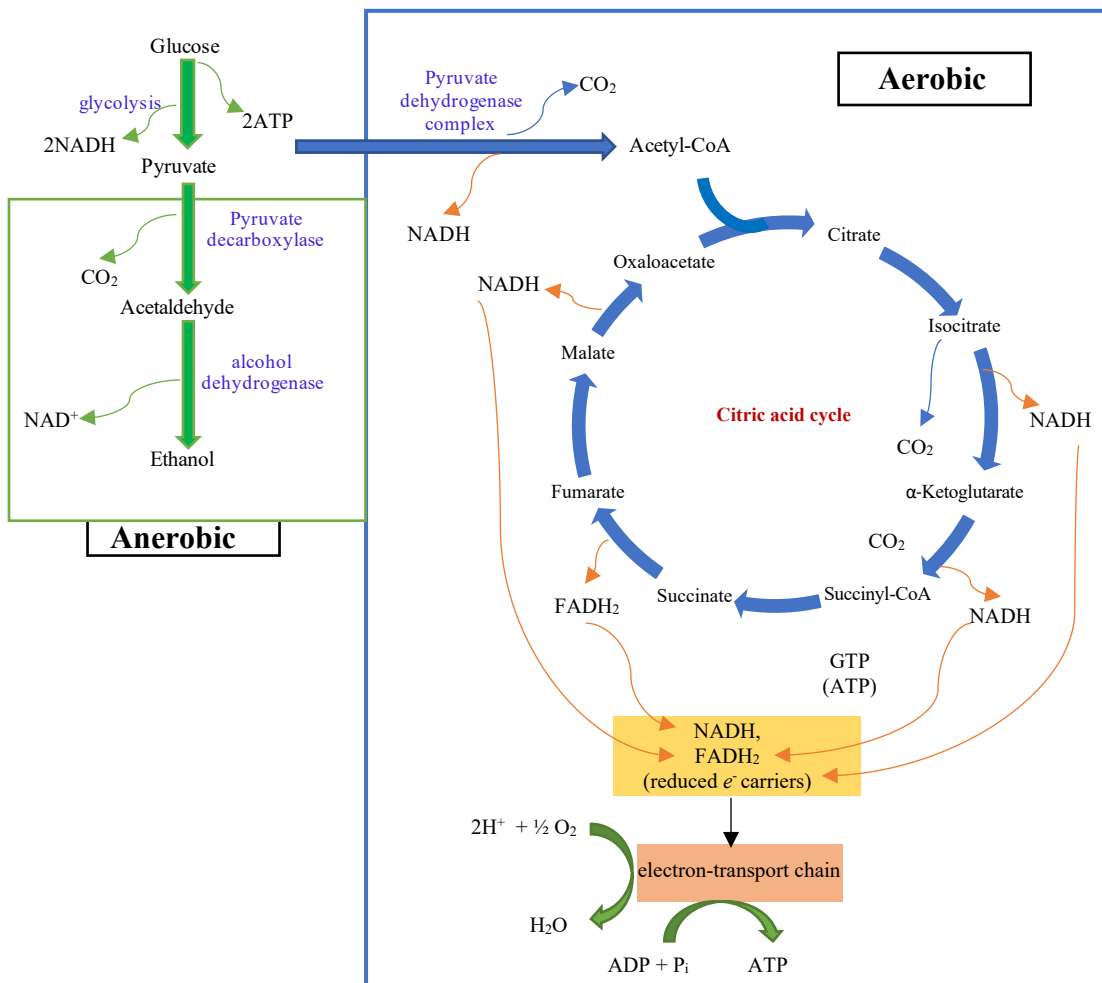 Glucose
glycolysis
2ATP
2NADH
Pyruvate
Pyruvate
decarboxylase
CO₂
Acetaldehyde
alcohol
dehydrogenase
NAD⁺
Ethanol
Anerobic
Aerobic
Pyruvate
dehydrogenase
complex
CO₂
Acetyl-CoA
NADH
Oxaloacetate
Citrate
NADH
Isocitrate
Malate
Citric acid cycle
NADH
CO₂
Fumarate
α-Ketoglutarate
CO₂
Succinate
Succinyl-CoA
FADH₂
NADH
GTP
(ATP)
NADH,
FADH₂
(reduced e⁻ carriers)
2H⁺ + ½ O₂
electron-transport chain
H₂O
ADP + Pᵢ
ATP